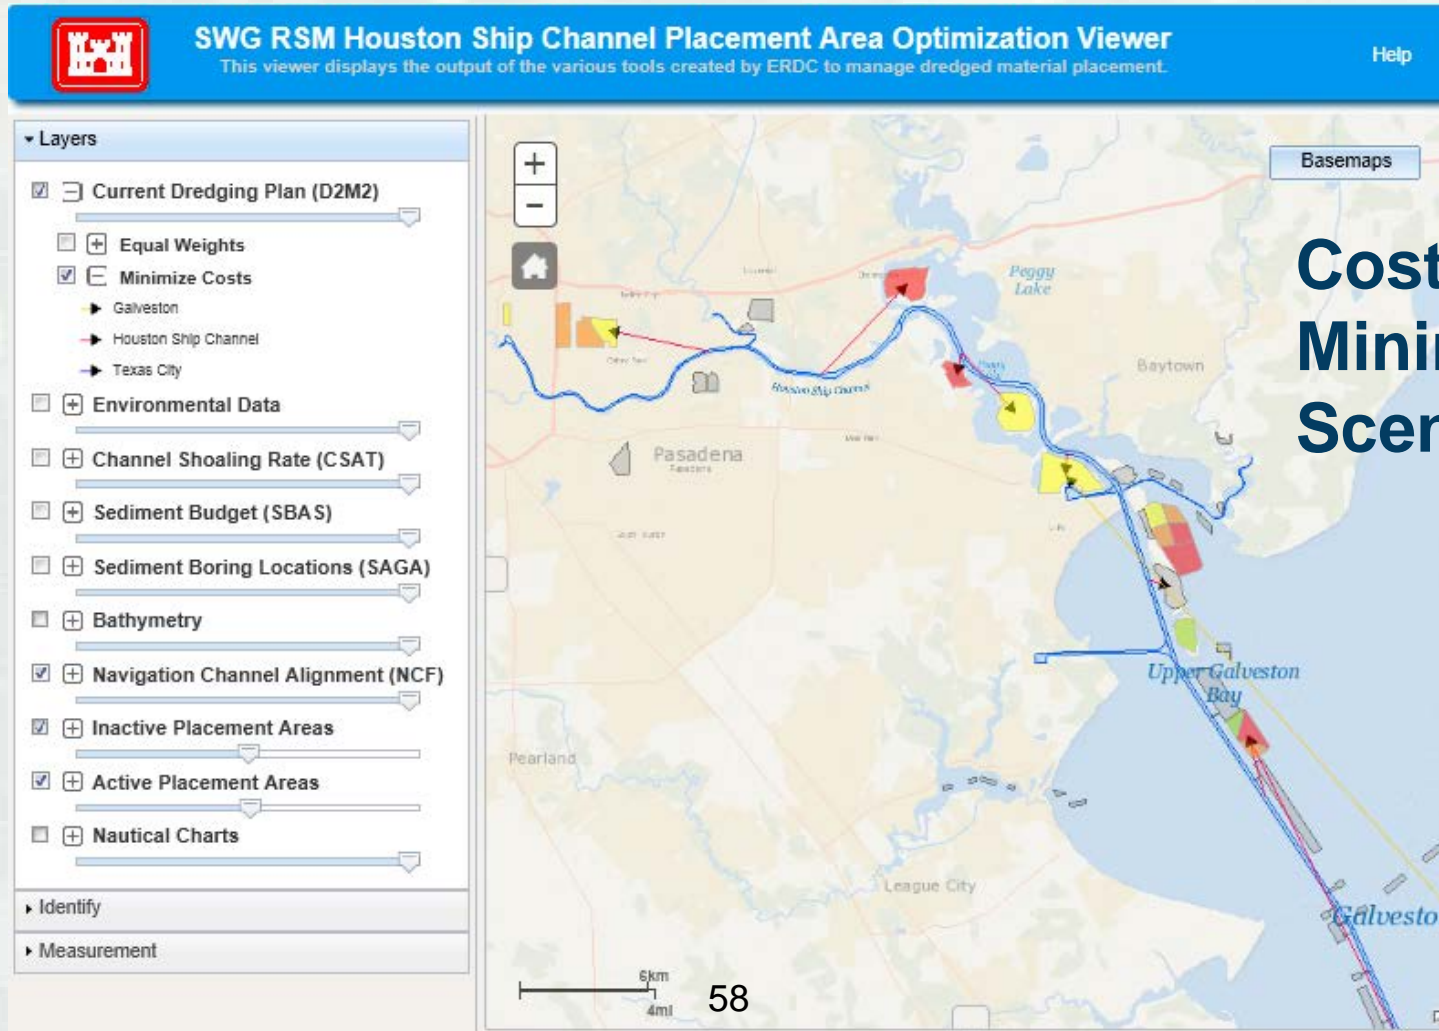 SWG RSM Houston Ship Channel Placement Area Optimization Viewer
This viewer displays the output of the various tools created by ERDC to manage dredged material placement.
Help
Layers
Current Dredging Plan (D2M2)
Equal Weights
Minimize Costs
Galveston
Houston Ship Channel
Texas City
Environmental Data
Channel Shoaling Rate (CSAT)
Sediment Budget (SBAS)
Sediment Boring Locations (SAGA)
Bathymetry
Navigation Channel Alignment (NCF)
Inactive Placement Areas
Active Placement Areas
Nautical Charts
Identify
Measurement
+
−
Basemaps
Cost
Peggy
Lake
Baytown
Houston Ship Channel
Pasadena
Pasadena
Upper Galveston
Bay
Pearland
League City
6km
4mi
58